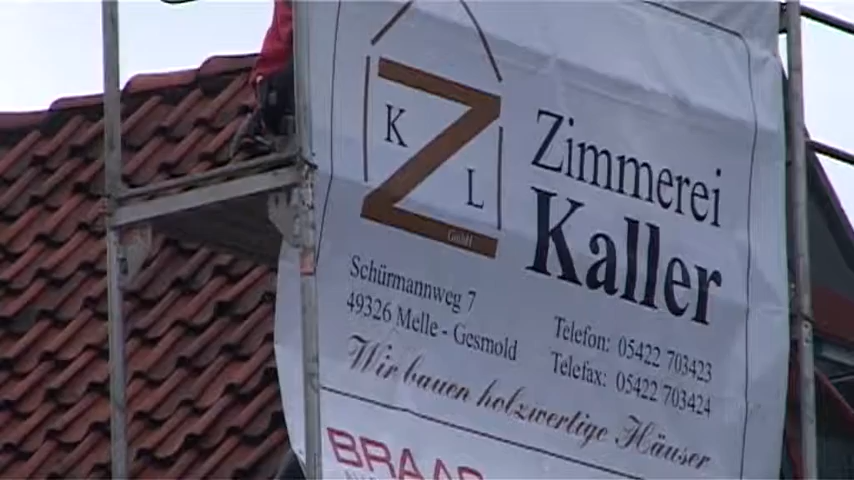 K
L
GmbH
Zimmerei
Kaller
Schürmannweg 7
49326 Melle - Gesmold
Telefon: 05422 703423
Telefax: 05422 703424
Wir bauen holzwertige Häuser